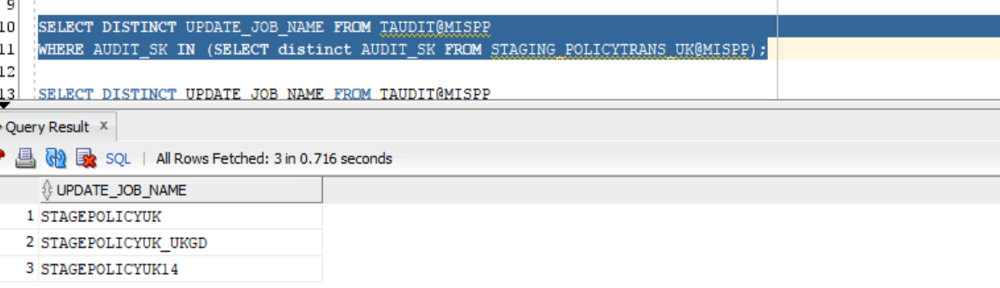 9
10 SELECT DISTINCT UPDATE_JOB_NAME FROM TAUDIT@MISPP
11 WHERE AUDIT_SK IN (SELECT distinct AUDIT_SK FROM STAGING_POLICYTRANS_UK@MISPP);
12
13 SELECT DISTINCT UPDATE_JOB_NAME FROM TAUDIT@MISPP
Query Result x
SQL | All Rows Fetched: 3 in 0.716 seconds
UPDATE_JOB_NAME
1 STAGEPOLICYUK
2 STAGEPOLICYUK_UKGD
3 STAGEPOLICYUK14